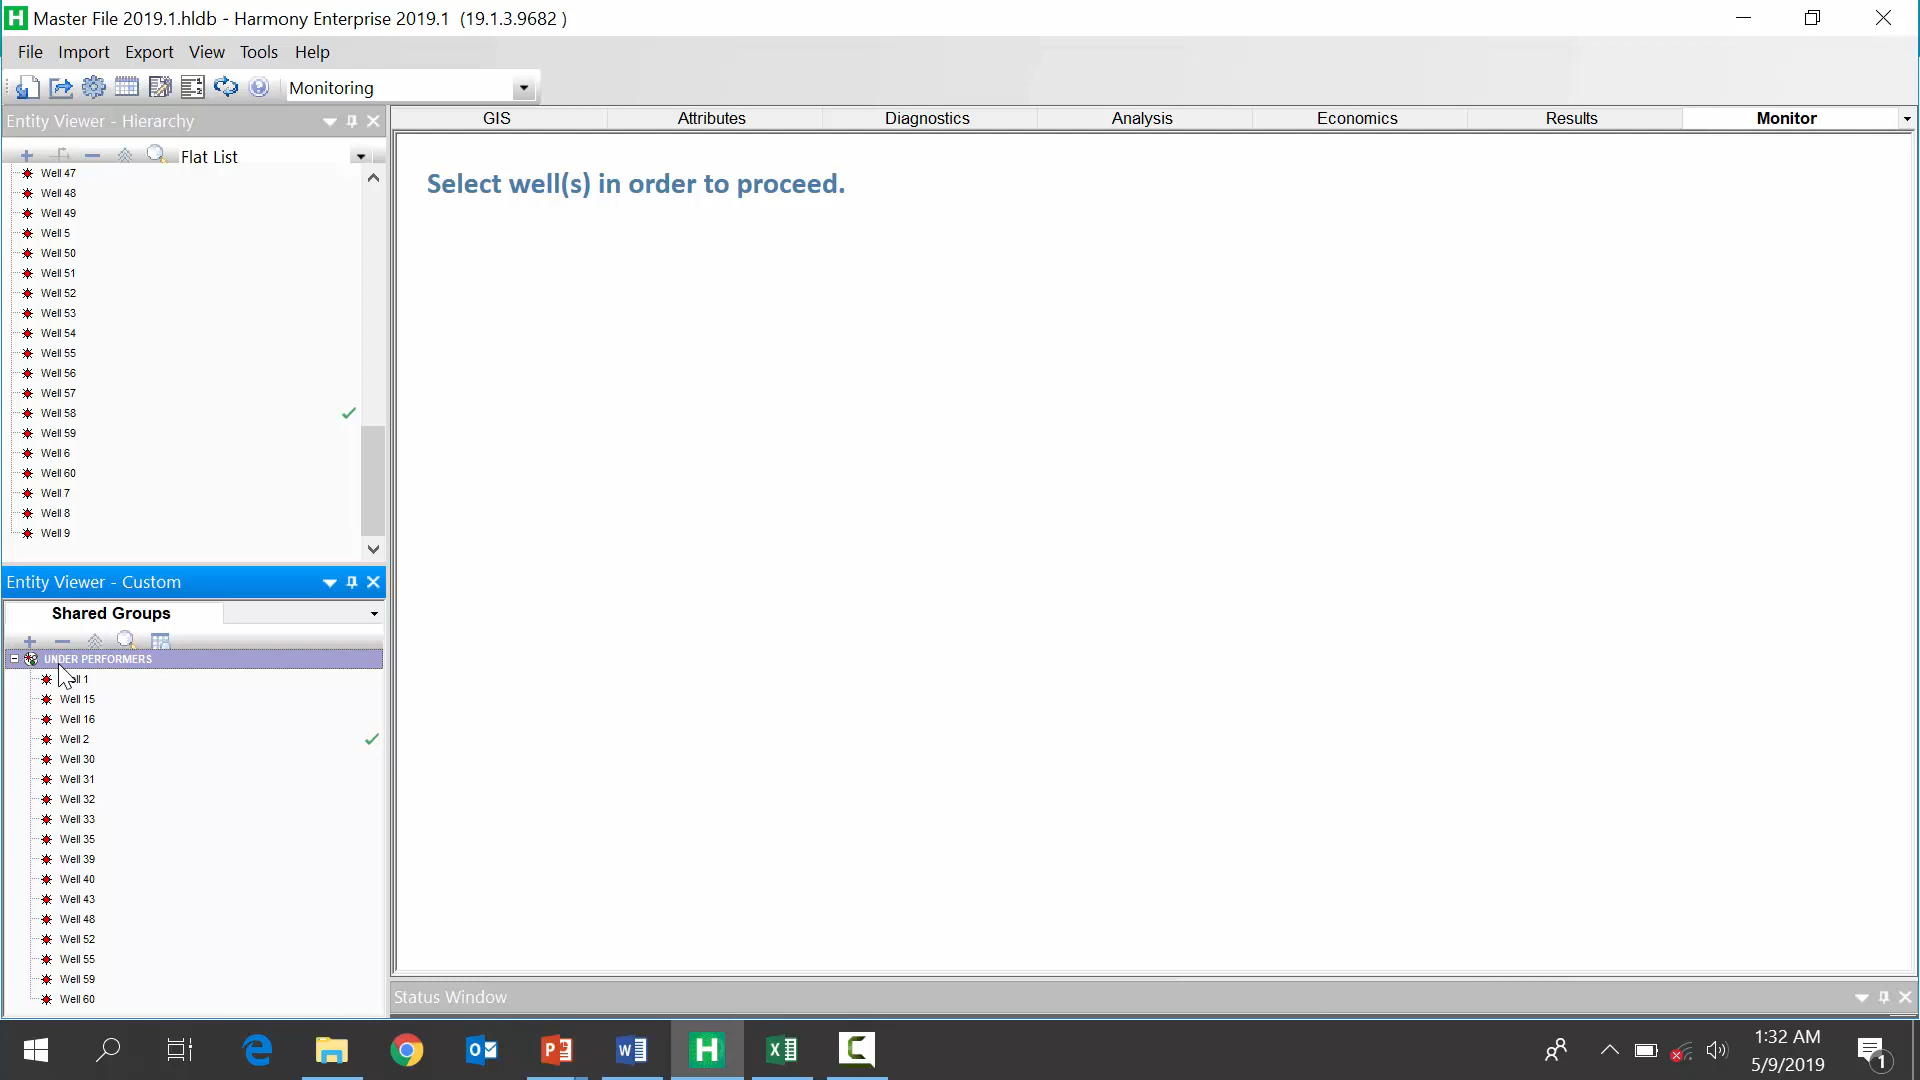 Master File 2019.1.hldb - Harmony Enterprise 2019.1 (19.1.3.9682 )
File Import Export View Tools Help
Monitoring
Entity Viewer - Hierarchy
GIS Attributes Diagnostics Analysis Economics Results Monitor
Flat List
Select well(s) in order to proceed.
Well 47
Well 48
Well 49
Well 5
Well 50
Well 51
Well 52
Well 53
Well 54
Well 55
Well 56
Well 57
Well 58
Well 59
Well 6
Well 60
Well 7
Well 8
Well 9
Entity Viewer - Custom
Shared Groups
UNDER PERFORMERS
ll 1
Well 15
Well 16
Well 2
Well 30
Well 31
Well 32
Well 33
Well 35
Well 39
Well 40
Well 43
Well 48
Well 52
Well 55
Well 59
Well 60
Status Window
1:32 AM
5/9/2019
1